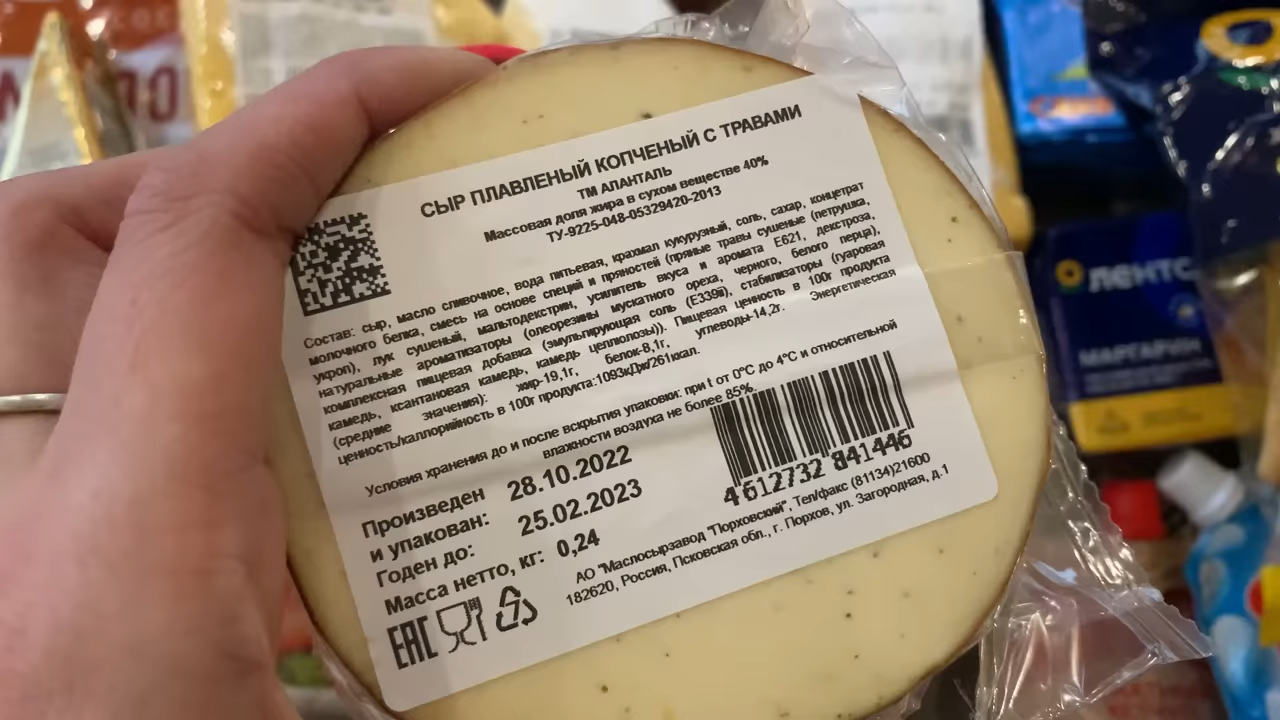 СЫР ПЛАВЛЕНЫЙ КОПЧЕНЫЙ С ТРАВАМИ
ТМ АЛАНТАЛЬ
Массовая доля жира в сухом веществе 40%
ТУ-9225-048-05329420-2013
Состав: сыр, масло сливочное, вода питьевая, крахмал кукурузный, соль, сахар, концетрат
молочного белка, смесь на основе специй и пряностей (пряные травы сушеные (петрушка,
укроп), лук сушеный, мальтодекстрин, усилитель вкуса и аромата Е621, декстроза,
натуральные ароматизаторы (олеорезины мускатного ореха, черного, белого перца),
комплексная пищевая добавка (эмульгирующая соль (Е339iii), стабилизаторы (гуаровая
камедь, ксантановая камедь, камедь целлюлозы)). Пищевая ценность в 100г продукта
(средние значения): жир-19,1г, белок-8,1г, углеводы-14,2г. Энергетическая
ценность/каллорийность в 100г продукта:1093кДж/261ккал.
Условия хранения до и после вскрытия упаковки: при t от 0°С до 4°С и относительной
влажности воздуха не более 85%.
Произведен
и упакован: 28.10.2022
Годен до: 25.02.2023
Масса нетто, кг: 0,24
4 612732 841446
АО "Маслосырзавод "Порховский", Тел/факс (81134)21600
182620, Россия, Псковская обл., г. Порхов, ул. Загородная, д.1
ЕАС
лента
МАРГАРИН